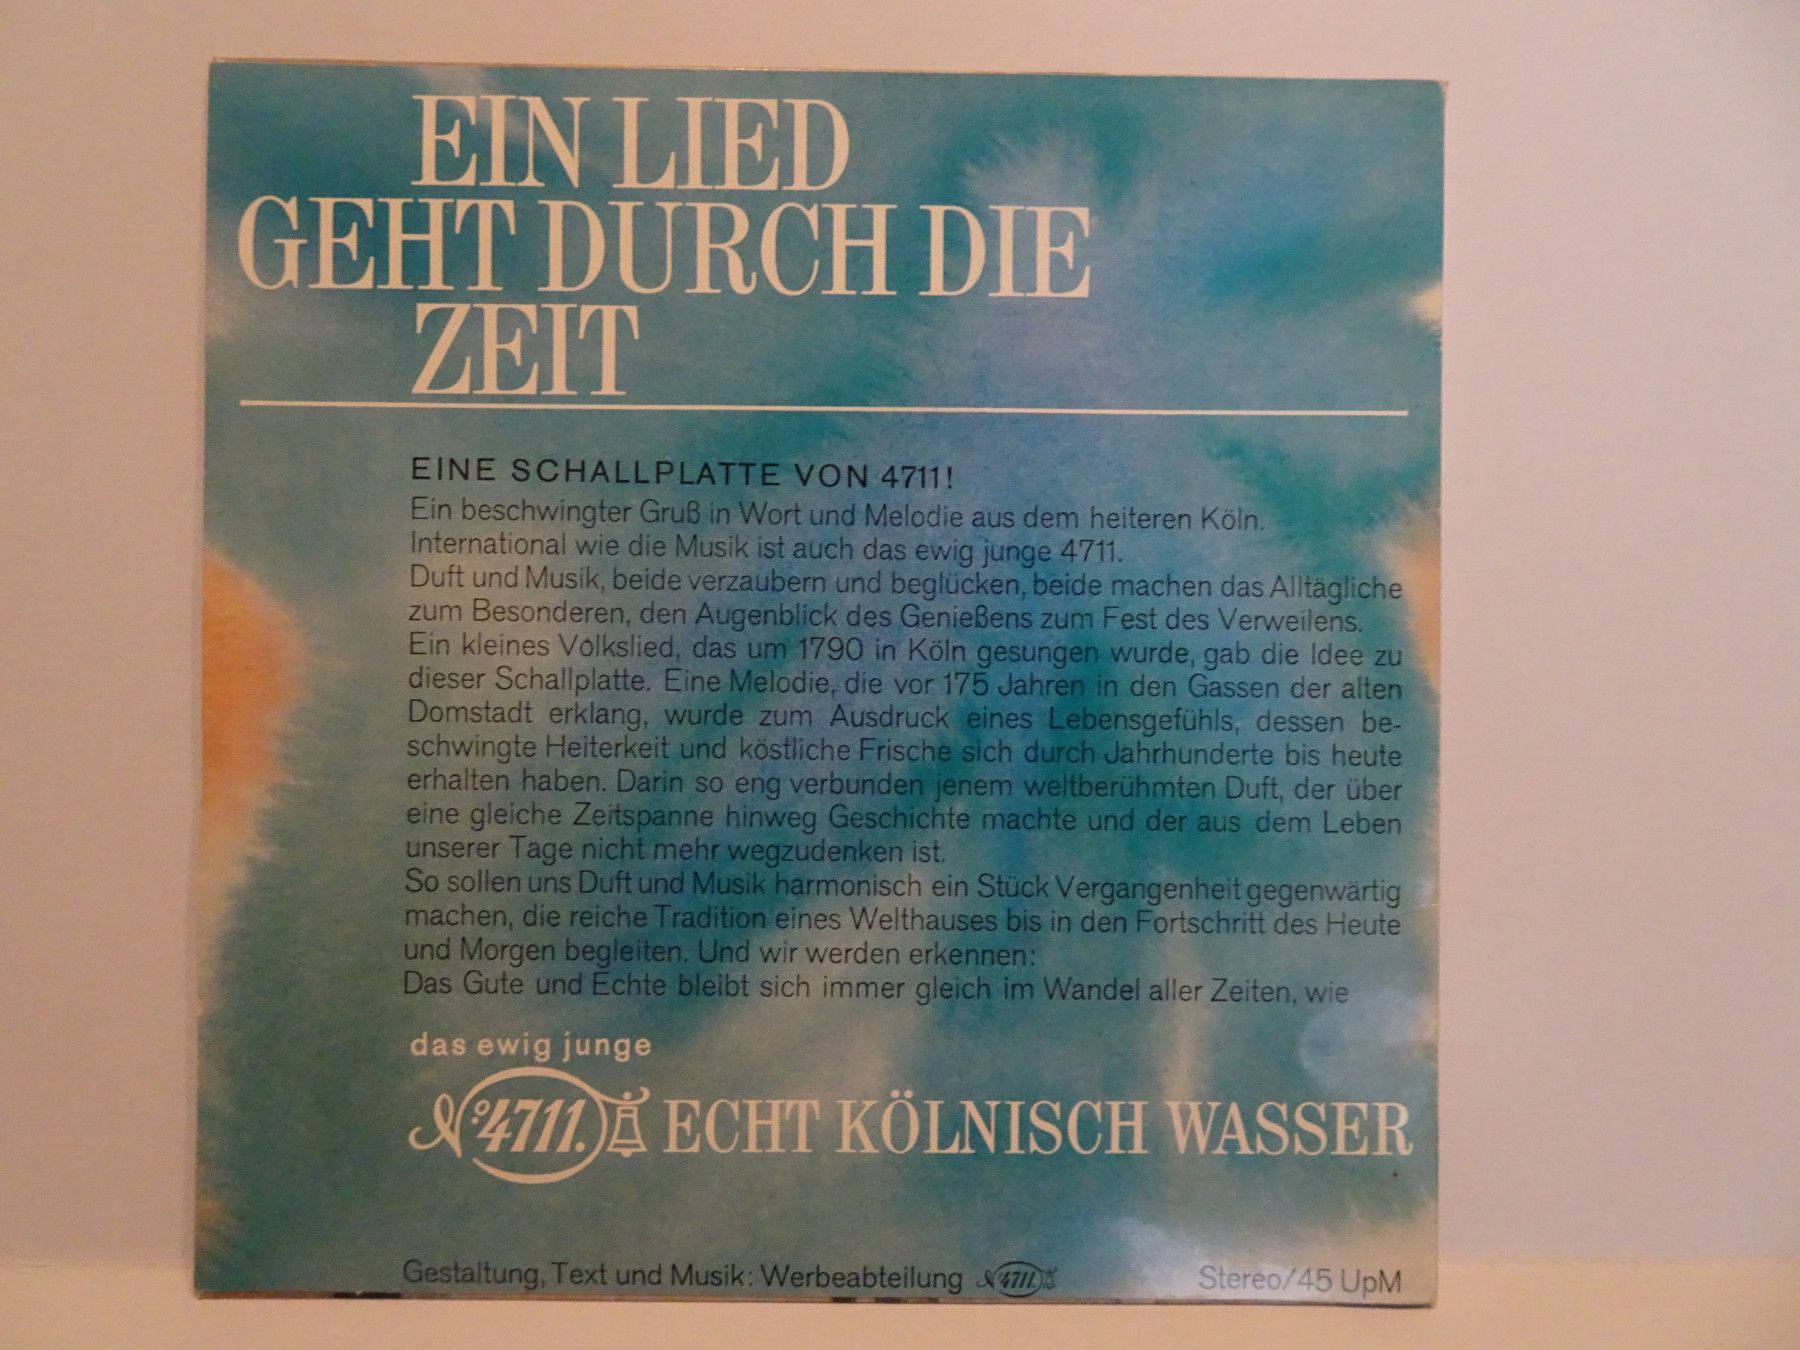 EIN LIED
GEHT DURCH DIE
ZEIT
EINE SCHALLPLATTE VON 4711!
Ein beschwingter Gruß in Wort und Melodie aus dem heiteren Köln.
International wie die Musik ist auch das ewig junge 4711.
Duft und Musik, beide verzaubern und beglücken, beide machen das Alltägliche
zum Besonderen, den Augenblick des Genießens zum Fest des Verweilens.
Ein kleines Volkslied, das um 1790 in Köln gesungen wurde, gab die Idee zu
dieser Schallplatte. Eine Melodie, die vor 175 Jahren in den Gassen der alten
Domstadt erklang, wurde zum Ausdruck eines Lebensgefühls, dessen be-
schwingte Heiterkeit und köstliche Frische sich durch Jahrhunderte bis heute
erhalten haben. Darin so eng verbunden jenem weltberühmten Duft, der über
eine gleiche Zeitspanne hinweg Geschichte machte und der aus dem Leben
unserer Tage nicht mehr wegzudenken ist.
So sollen uns Duft und Musik harmonisch ein Stück Vergangenheit gegenwärtig
machen, die reiche Tradition eines Welthauses bis in den Fortschritt des Heute
und Morgen begleiten. Und wir werden erkennen:
Das Gute und Echte bleibt sich immer gleich im Wandel aller Zeiten, wie
das ewig junge
No 4711. ECHT KÖLNISCH WASSER
Gestaltung, Text und Musik: Werbeabteilung No 4711. Stereo/45 UpM